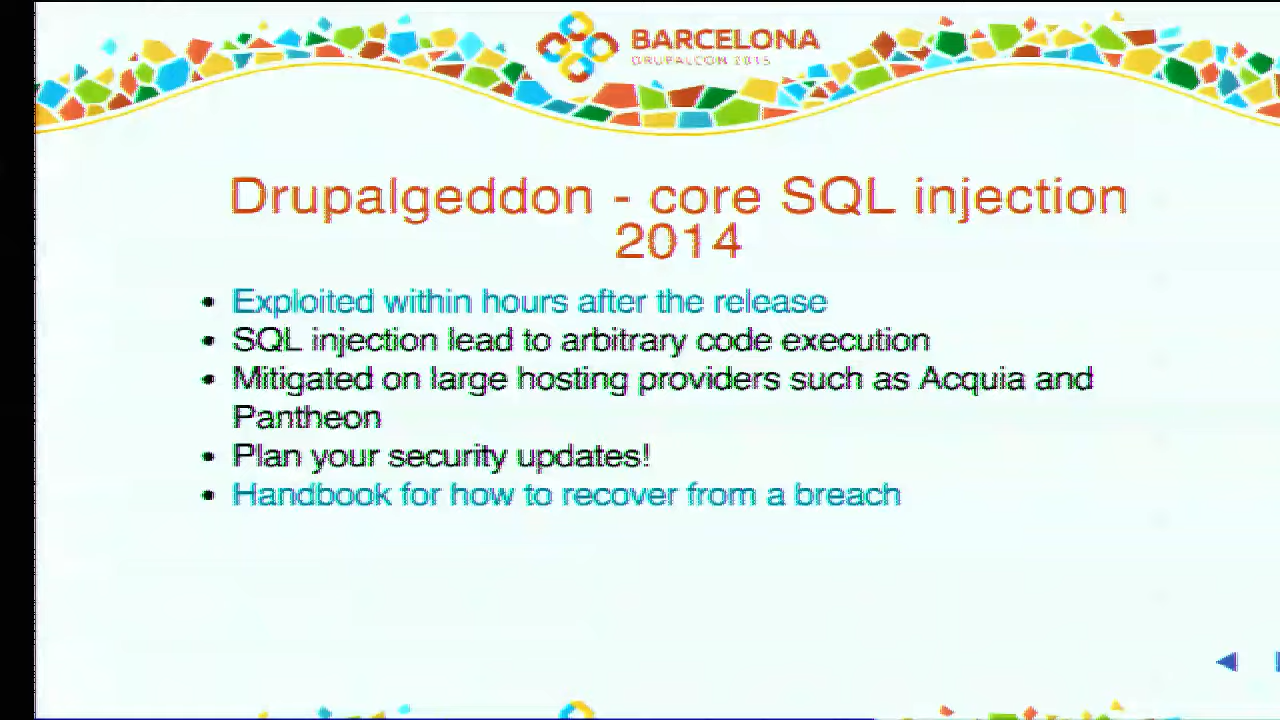 BARCELONA
DRUPALCON 2015
Drupalgeddon - core SQL injection
2014
Exploited within hours after the release
SQL injection lead to arbitrary code execution
Mitigated on large hosting providers such as Acquia and
Pantheon
Plan your security updates!
Handbook for how to recover from a breach